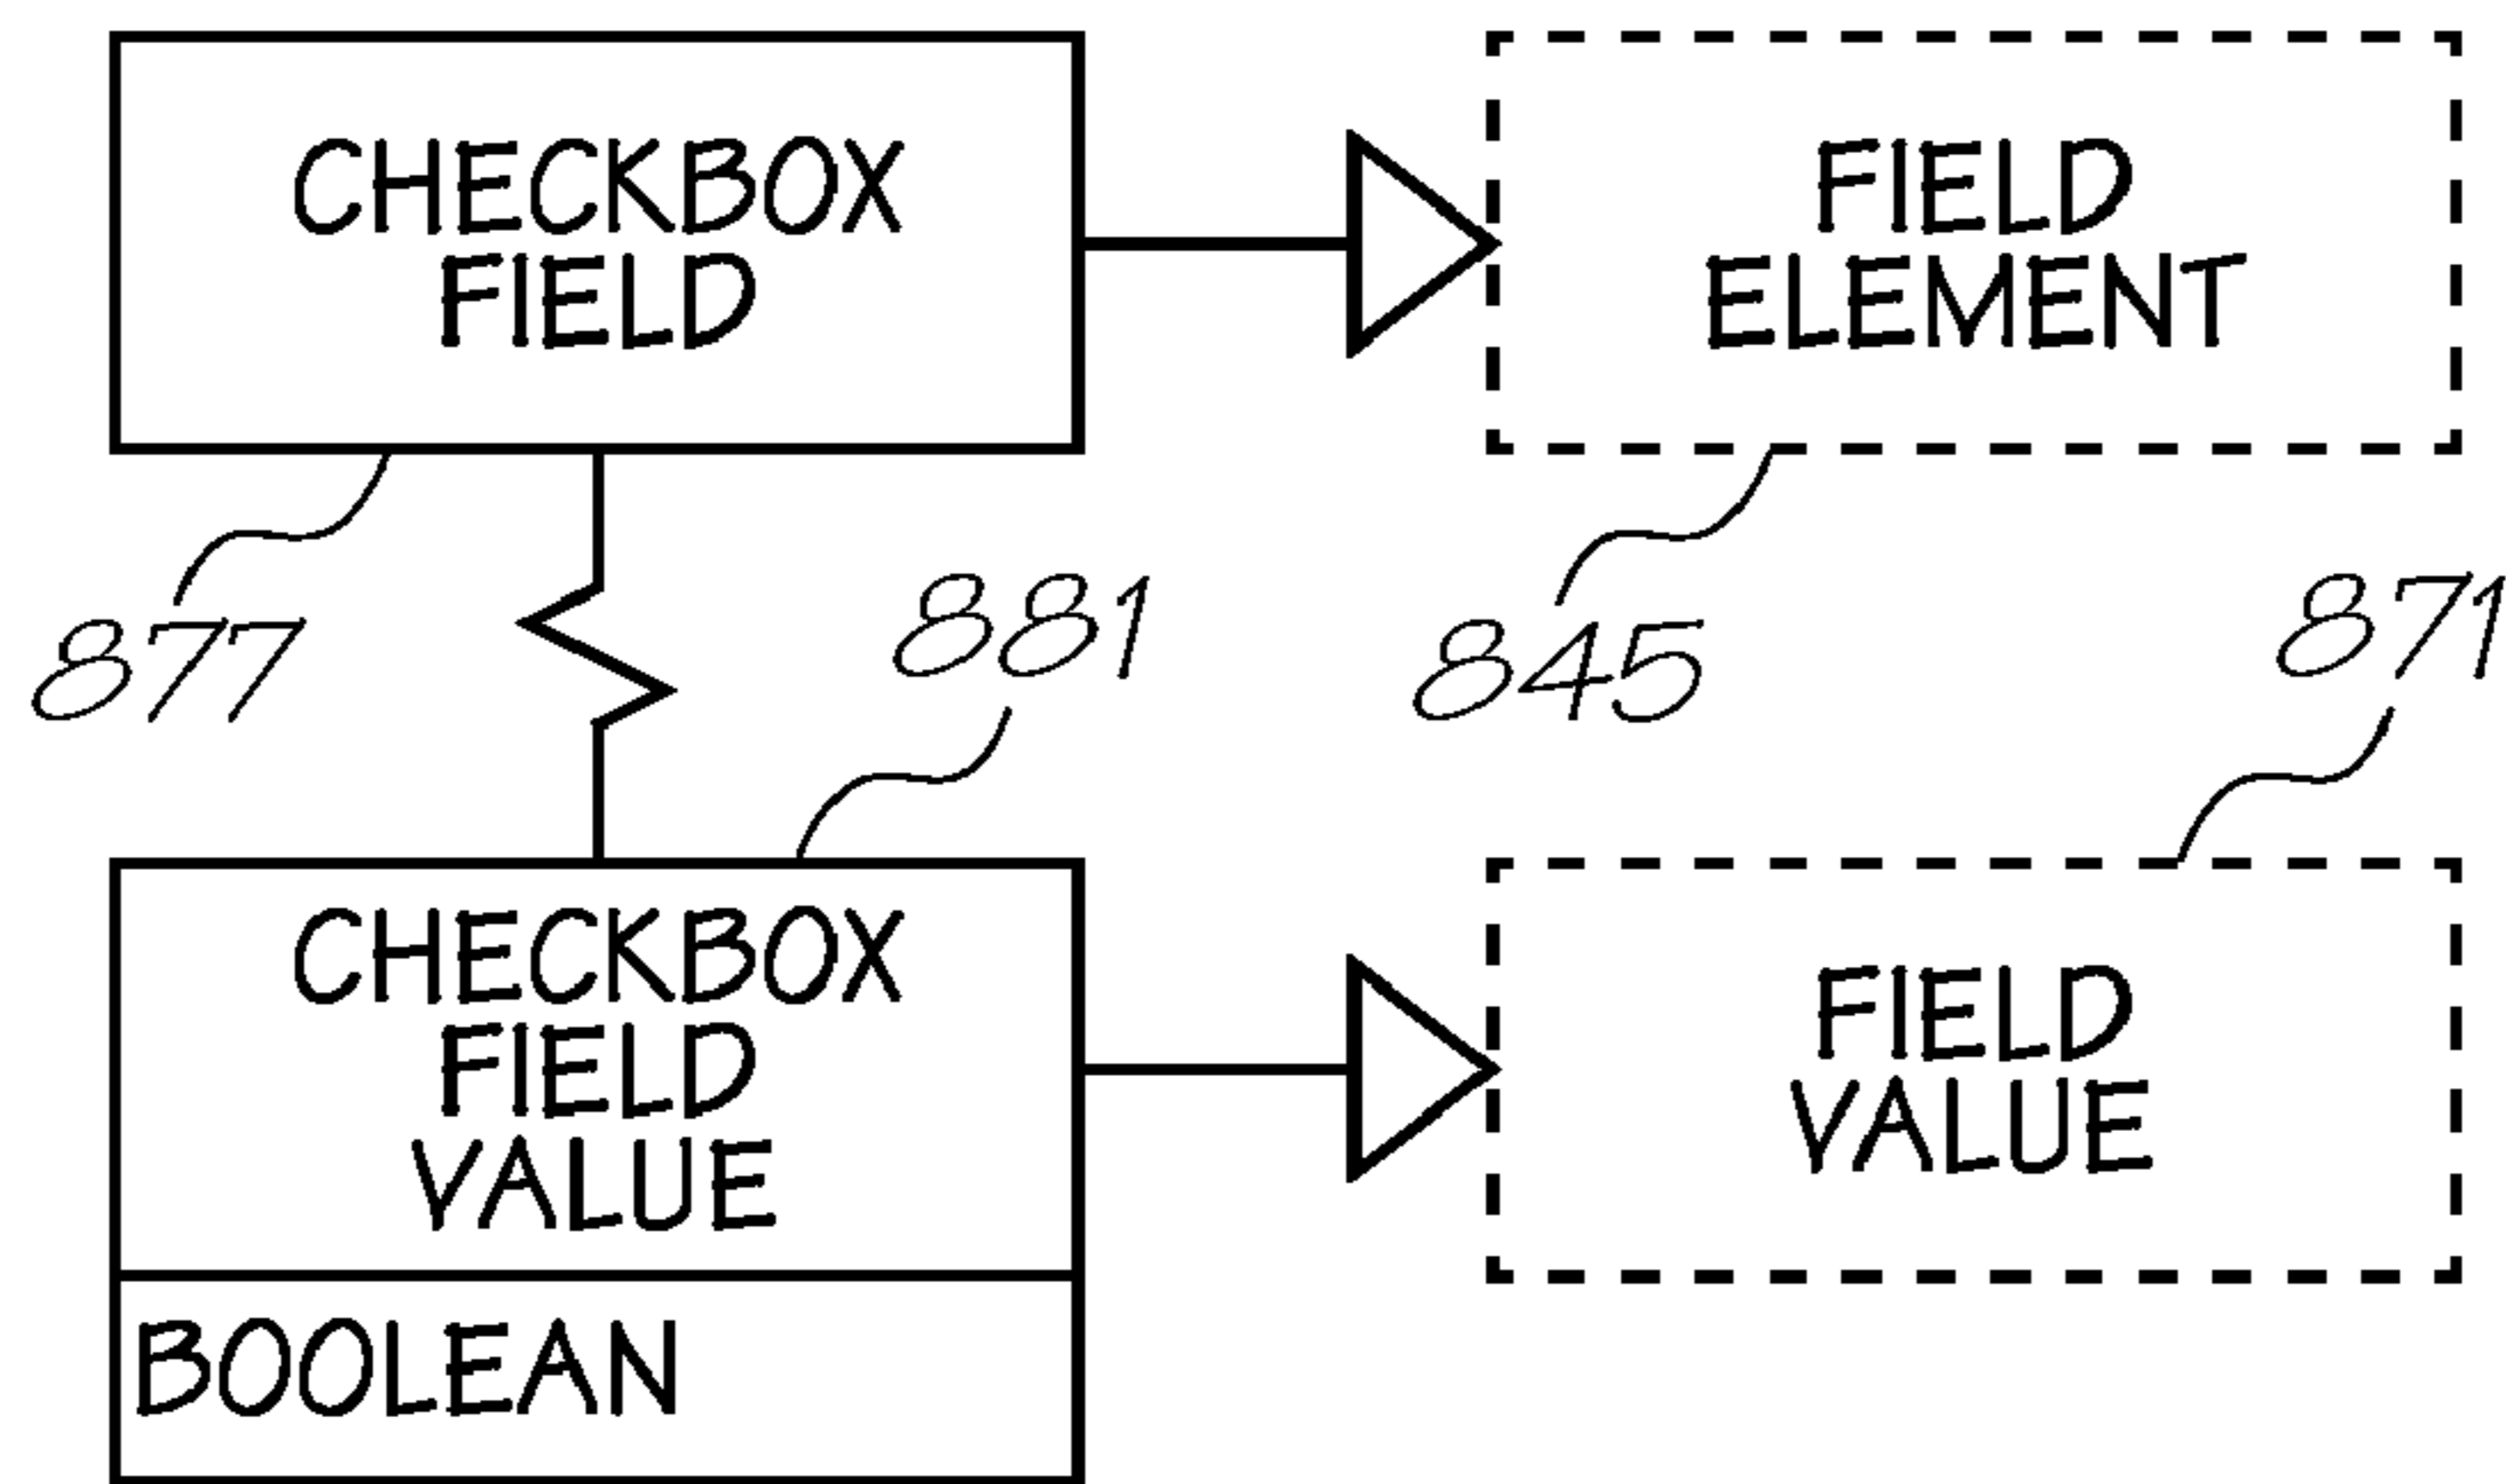 CHECKBOX
FIELD
FIELD
ELEMENT
877
881
845
871
CHECKBOX
FIELD
VALUE
FIELD
VALUE
BOOLEAN